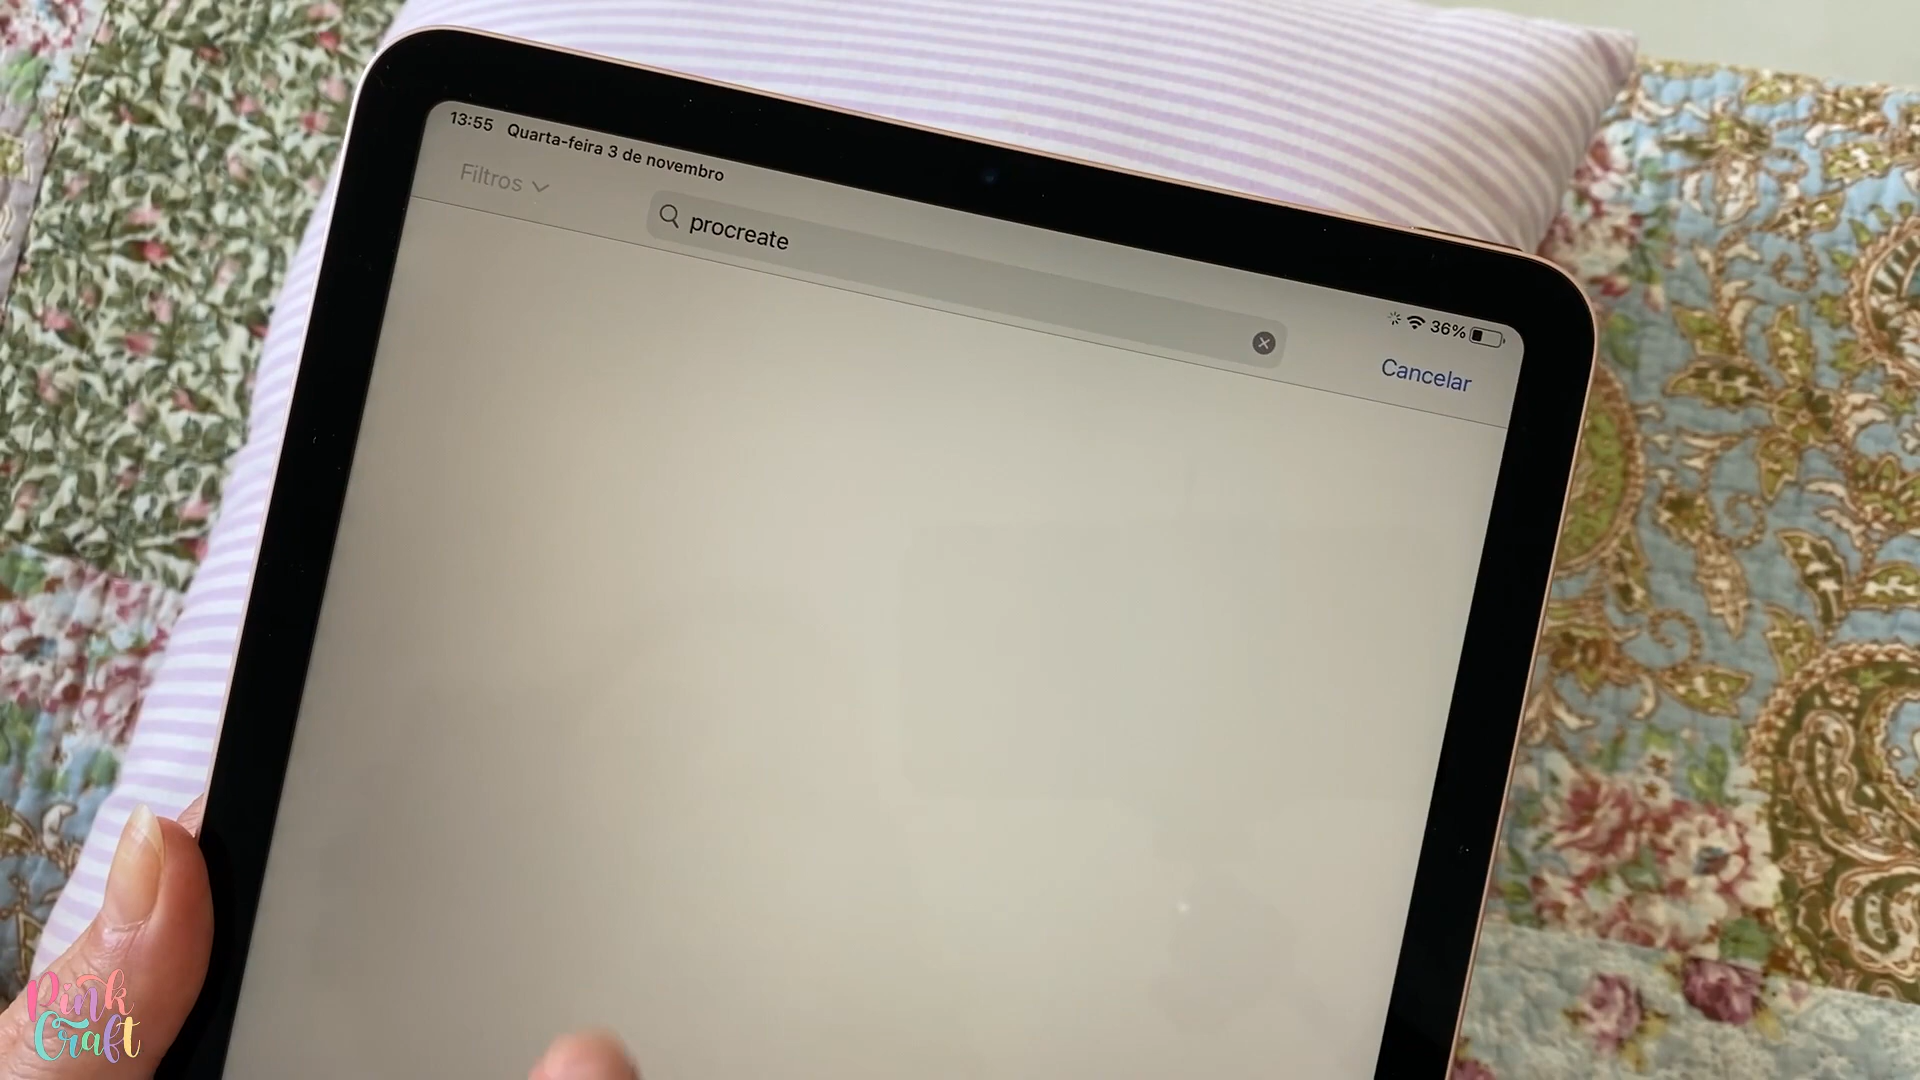 13:55 Quarta-feira 3 de novembro
36%
Filtros
procreate
Cancelar
Pink
Craft